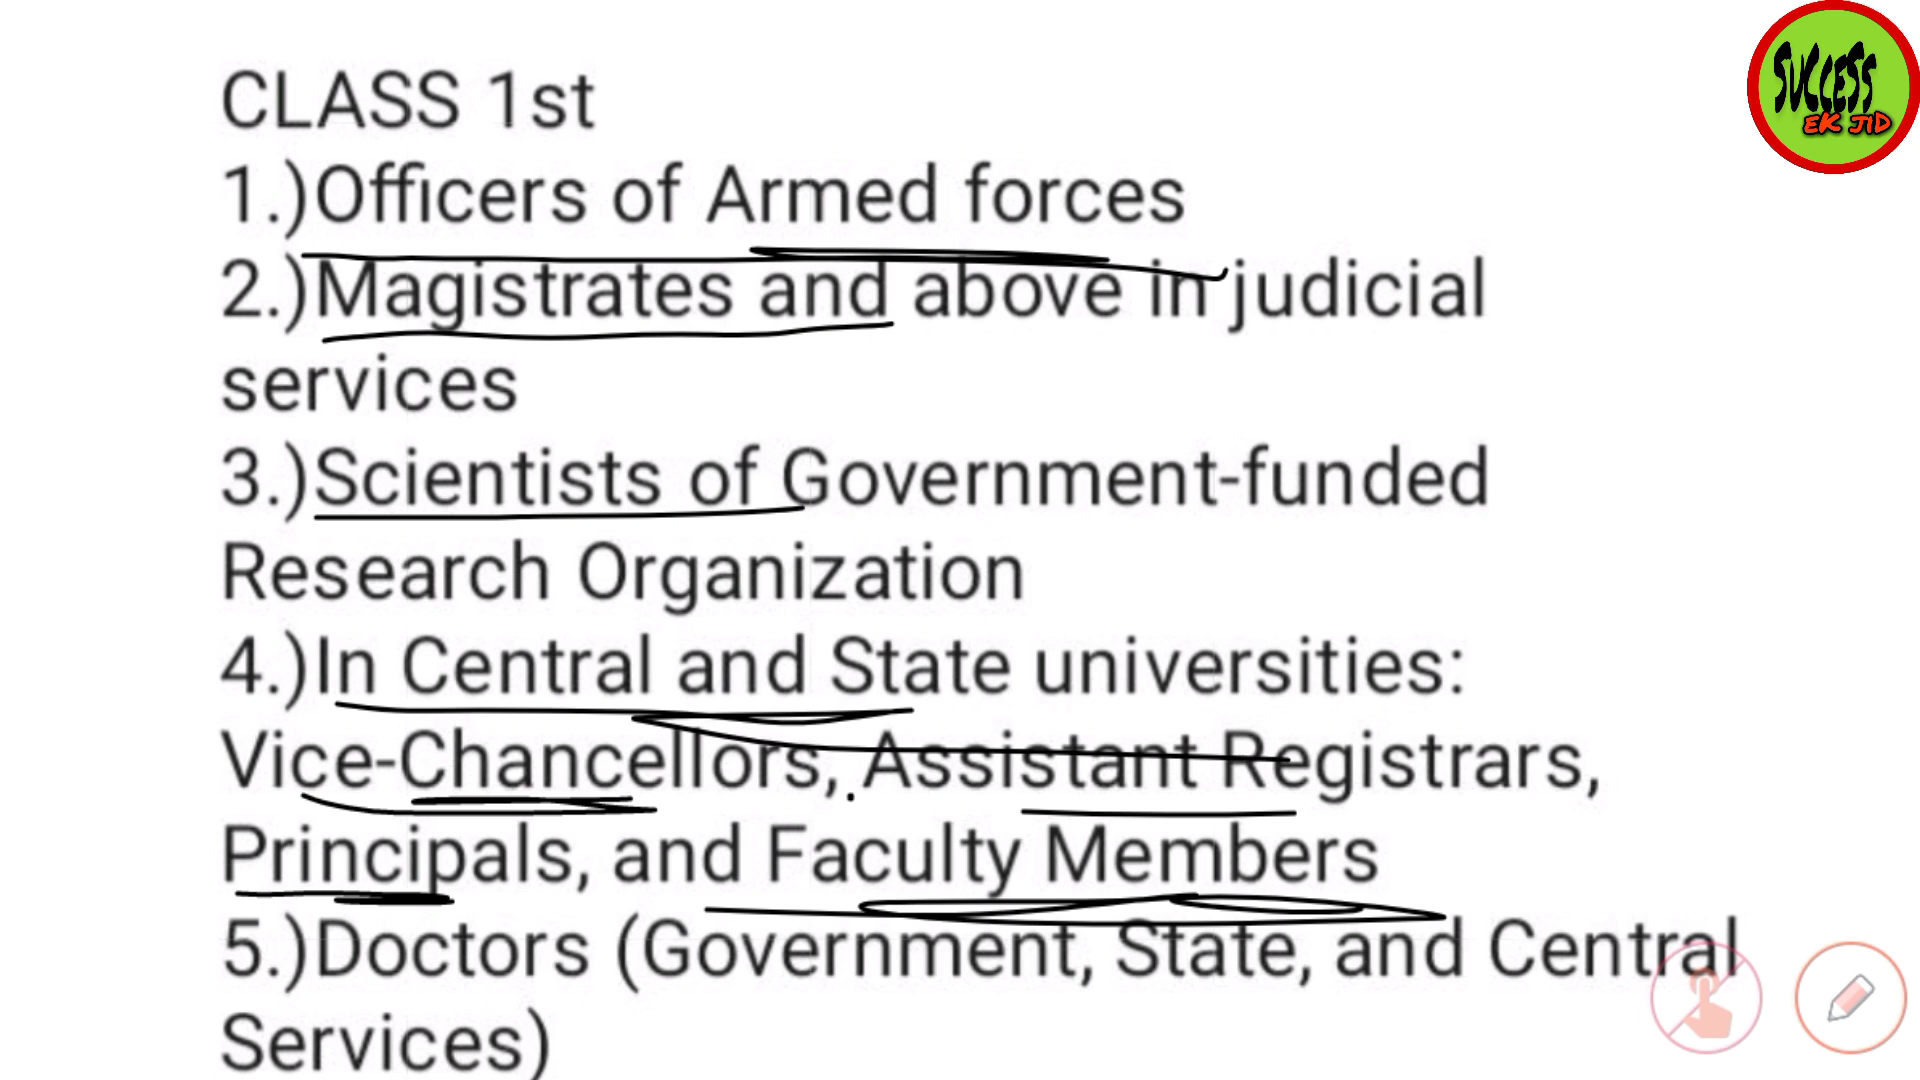 SUCCESS
EK JID
CLASS 1st
1.)Officers of Armed forces
2.)Magistrates and above in judicial
services
3.)Scientists of Government-funded
Research Organization
4.)In Central and State universities:
Vice-Chancellors, Assistant Registrars,
Principals, and Faculty Members
5.)Doctors (Government, State, and Central
Services)